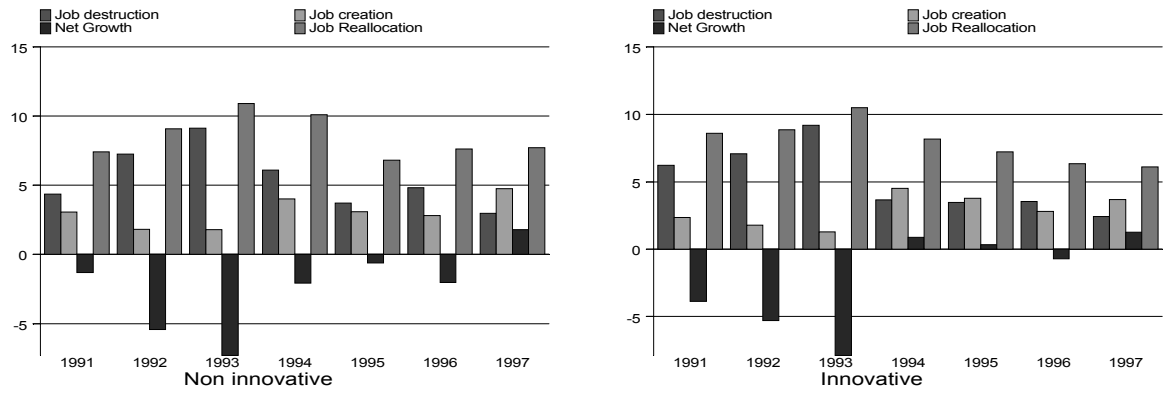 Job destruction Job creation
Net Growth Job Reallocation
15
10
5
0
-5
1991 1992 1993 1994 1995 1996 1997
Non innovative
Job destruction Job creation
Net Growth Job Reallocation
15
10
5
0
-5
1991 1992 1993 1994 1995 1996 1997
Innovative